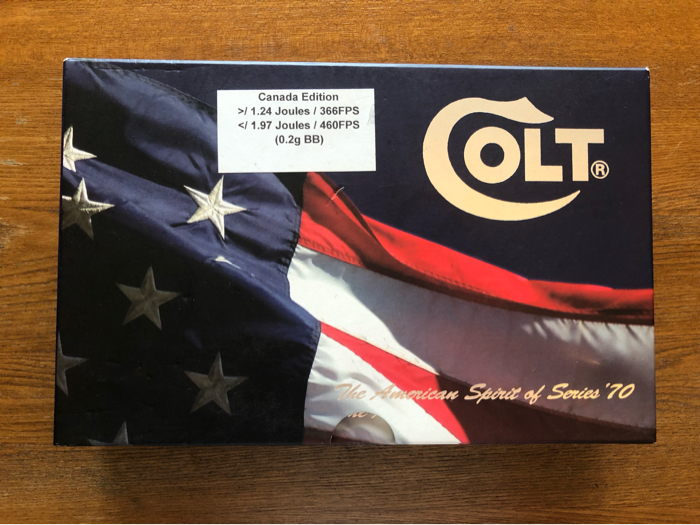 Canada Edition
>/ 1.24 Joules / 366FPS
</ 1.97 Joules / 460FPS
(0.2g BB)
COLT®
The American Spirit of Series '70